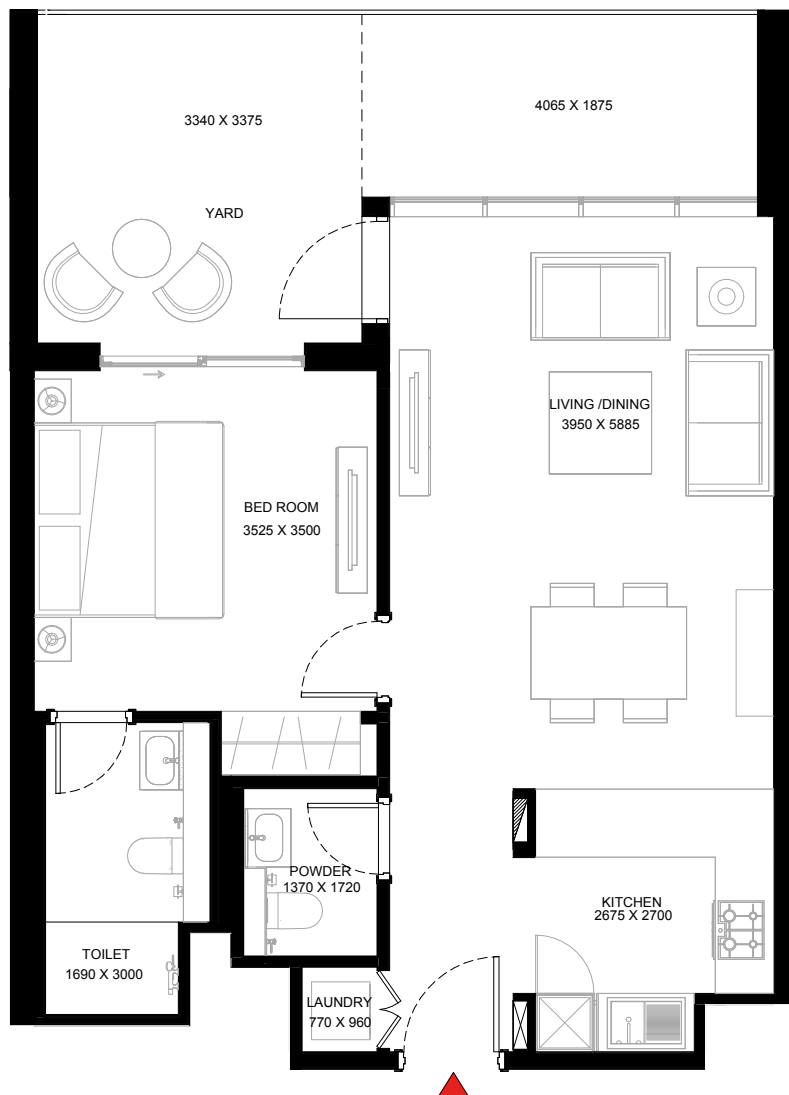 4065 X 1875
3340 X 3375
YARD
LIVING /DINING
3950 X 5885
BED ROOM
3525 X 3500
POWDER
1370 X 1720
KITCHEN
2675 X 2700
TOILET
1690 X 3000
LAUNDRY
770 X 960